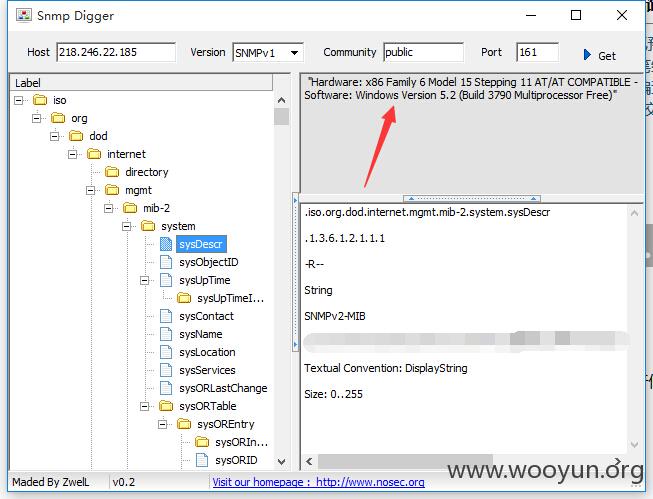 Snmp Digger
Host 218.246.22.185 Version SNMPv1 Community public Port 161 Get
Label
iso
org
dod
internet
directory
mgmt
mib-2
system
sysDescr
sysObjectID
sysUpTime
sysUpTimeI...
sysContact
sysName
sysLocation
sysServices
sysORLastChange
sysORTable
sysOREntry
sysORIn...
sysORID
"Hardware: x86 Family 6 Model 15 Stepping 11 AT/AT COMPATIBLE -
Software: Windows Version 5.2 (Build 3790 Multiprocessor Free)"
.iso.org.dod.internet.mgmt.mib-2.system.sysDescr
.1.3.6.1.2.1.1.1
-R--
String
SNMPv2-MIB
Textual Convention: DisplayString
Size: 0..255
Maded By ZwelL v0.2 Visit our homepage : http://www.nosec.org
www.wooyun.org